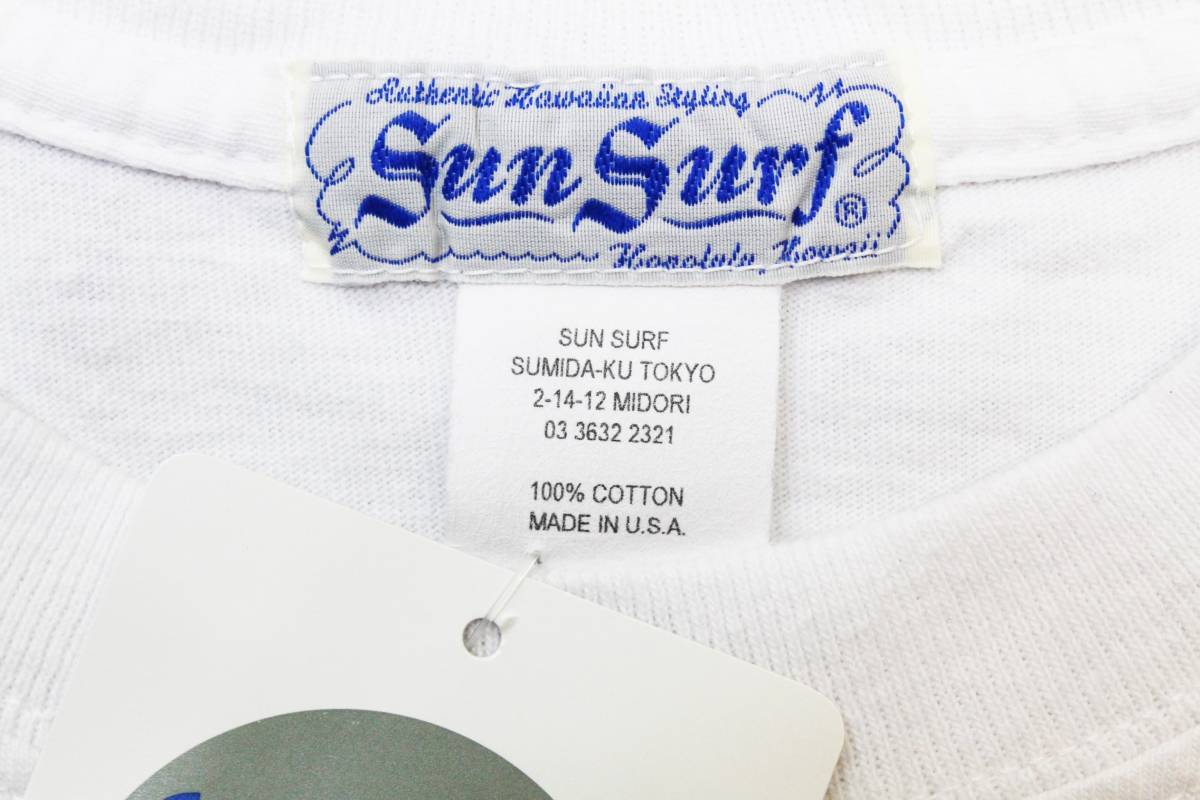 Authentic Hawaiian Styling
Sun Surf ®
Honolulu, Hawaii
SUN SURF
SUMIDA-KU TOKYO
2-14-12 MIDORI
03 3632 2321
100% COTTON
MADE IN U.S.A.